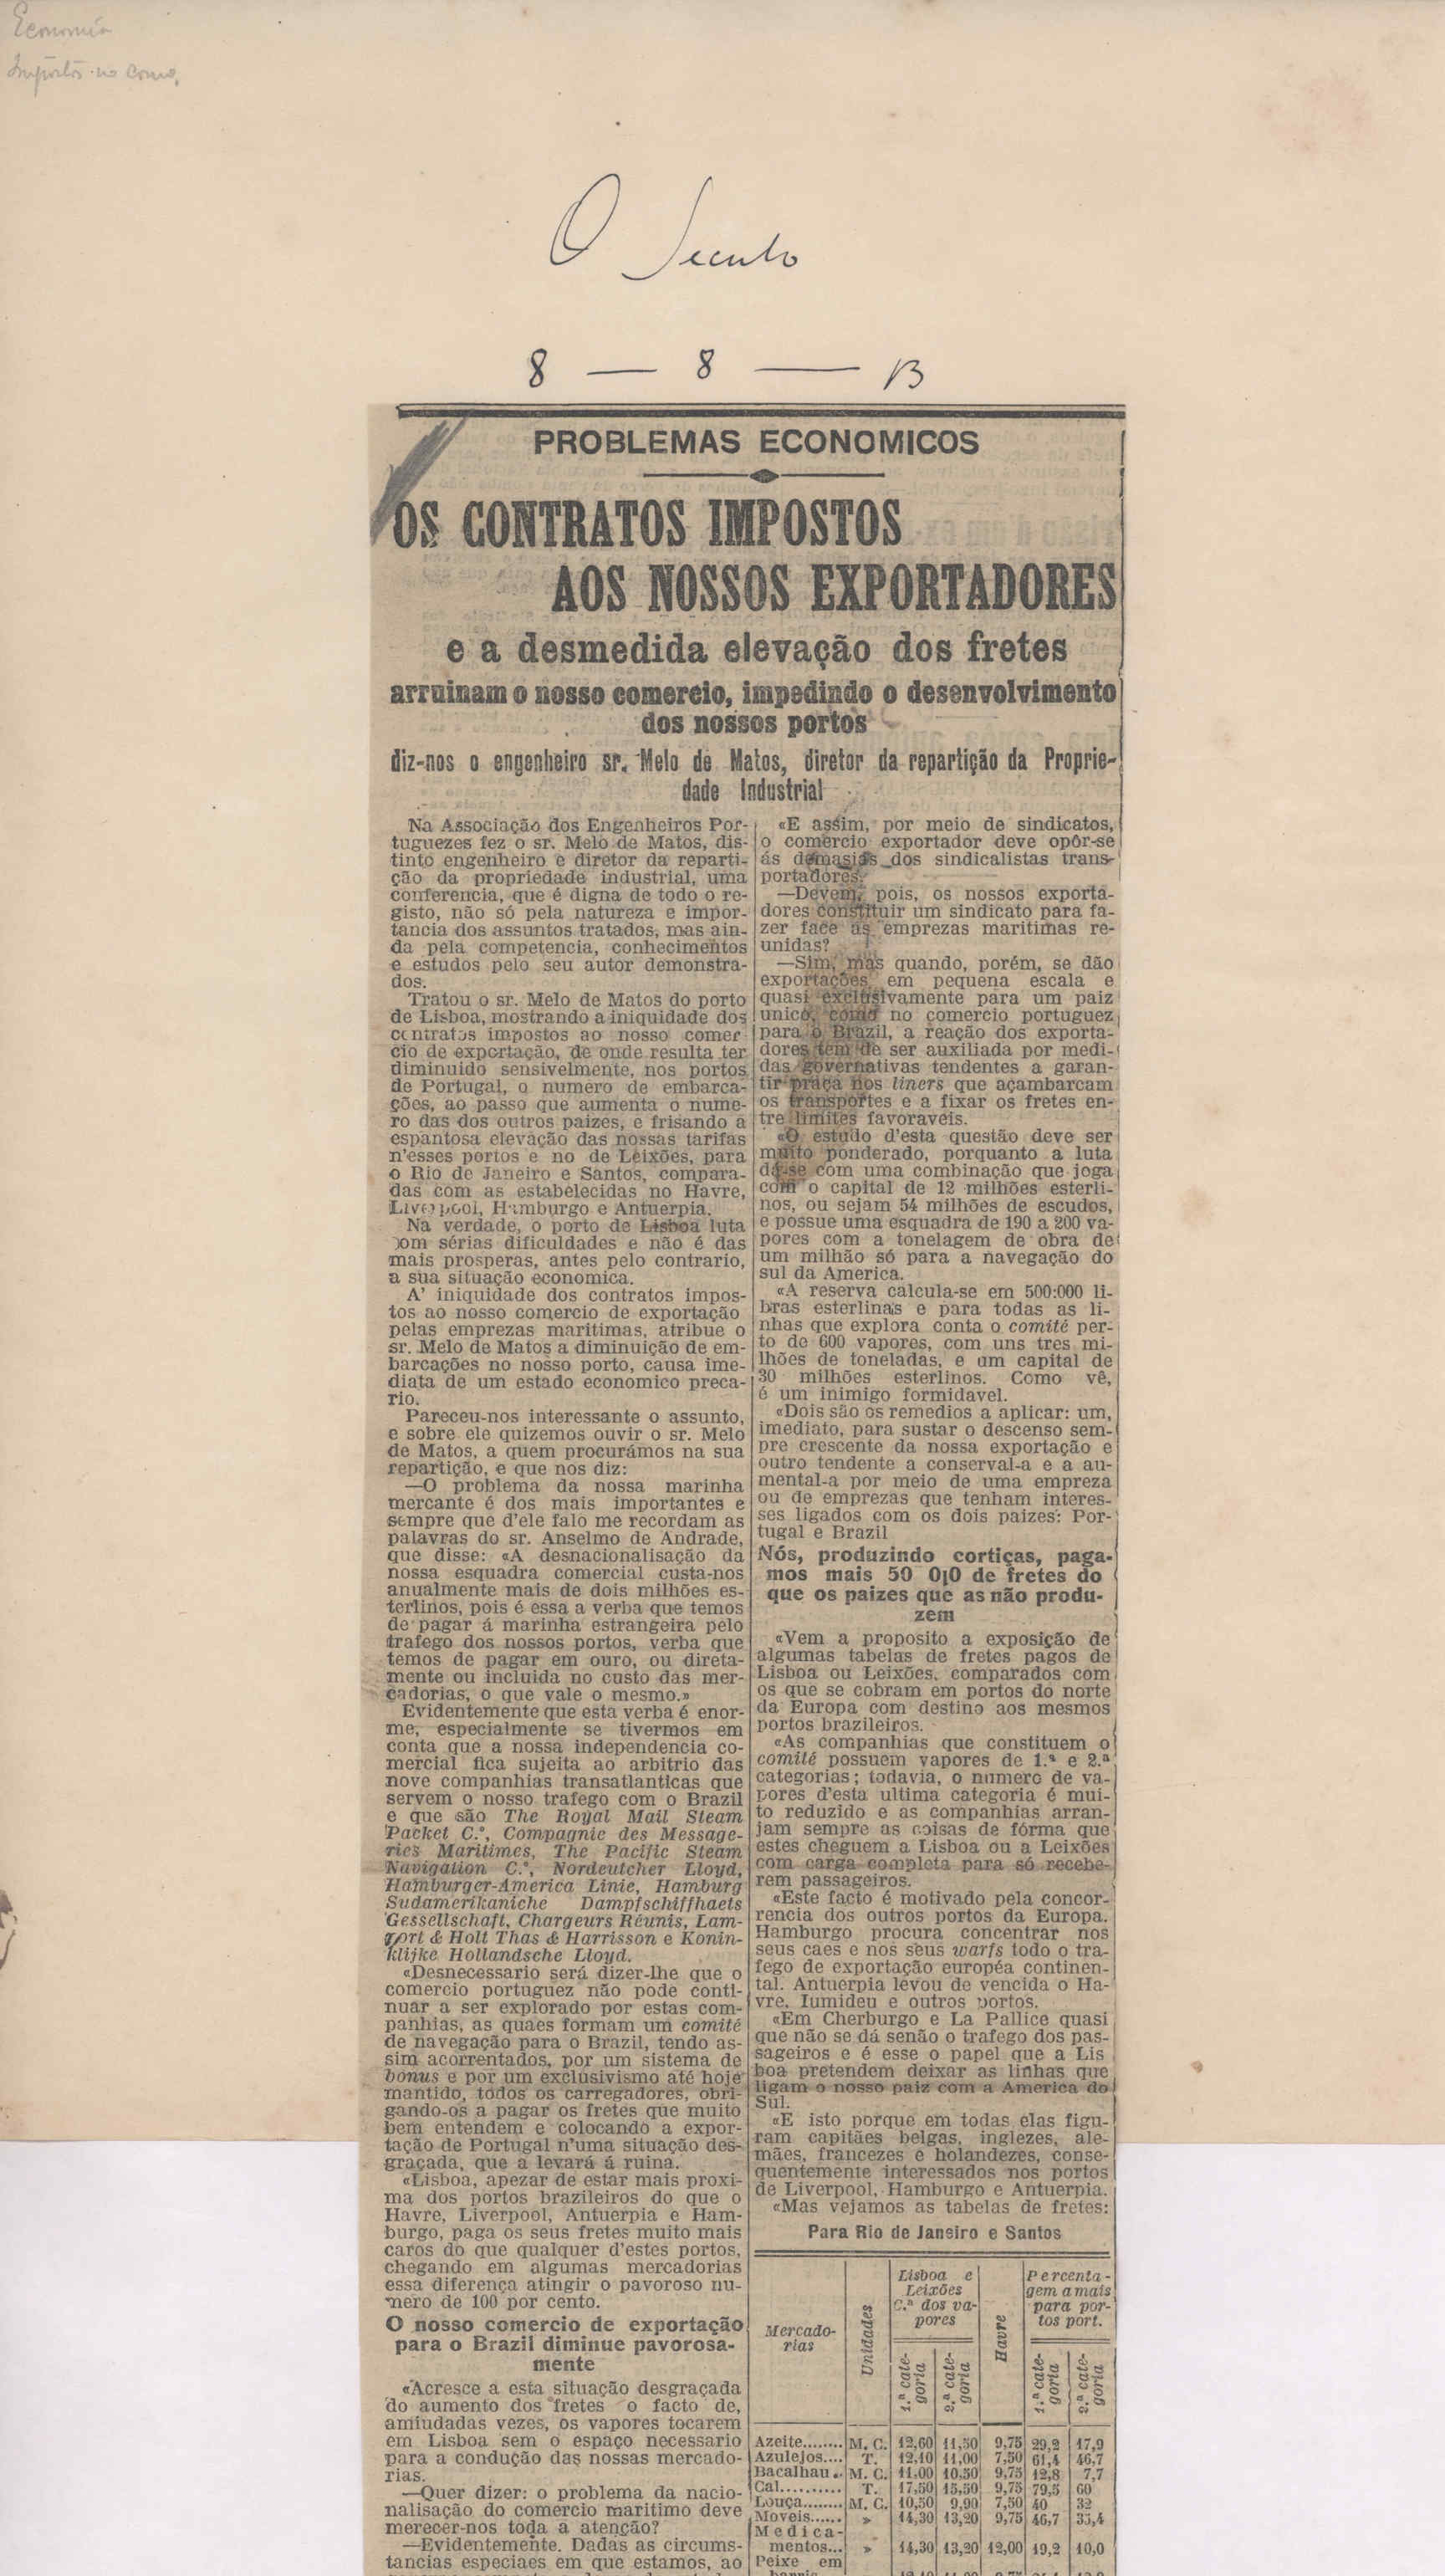 Economia
Impostos no como,
O Seculo
8 — 8 — 13
PROBLEMAS ECONOMICOS
OS CONTRATOS IMPOSTOS
AOS NOSSOS EXPORTADORES
e a desmedida elevação dos fretes
arruinam o nosso comercio, impedindo o desenvolvimento
dos nossos portos
diz-nos o engenheiro sr. Melo de Matos, diretor da repartição da Proprie-
dade Industrial
Na Associação dos Engenheiros Por-
tuguezes fez o sr. Melo de Matos, dis-
tinto engenheiro e diretor da reparti-
ção da propriedade industrial, uma
conferencia, que é digna de todo o re-
gisto, não só pela natureza e impor-
tancia dos assuntos tratados, mas ain-
da pela competencia, conhecimentos
e estudos pelo seu autor demonstra-
dos.
Tratou o sr. Melo de Matos do porto
de Lisboa, mostrando a iniquidade dos
contratos impostos ao nosso comer
cio de exportação, de onde resulta ter
diminuido sensivelmente, nos portos
de Portugal, o numero de embarca-
ções, ao passo que aumenta o nume-
ro das dos outros paizes, e frisando a
espantosa elevação das nossas tarifas
n'esses portos e no de Leixões, para
o Rio de Janeiro e Santos, compara-
das com as estabelecidas no Havre,
Liverpool, Hamburgo e Antuerpia.
Na verdade, o porto de Lisboa luta
com sérias dificuldades e não é das
mais prosperas, antes pelo contrario,
a sua situação economica.
A' iniquidade dos contratos impos-
tos ao nosso comercio de exportação
pelas emprezas maritimas, atribue o
sr. Melo de Matos a diminuição de em-
barcações no nosso porto, causa ime-
diata de um estado economico preca-
rio.
Pareceu-nos interessante o assunto,
e sobre ele quizemos ouvir o sr. Melo
de Matos, a quem procurámos na sua
repartição, e que nos diz:
—O problema da nossa marinha
mercante é dos mais importantes e
sempre que d'ele falo me recordam as
palavras do sr. Anselmo de Andrade,
que disse: «A desnacionalisação da
nossa esquadra comercial custa-nos
anualmente mais de dois milhões es-
terlinos, pois é essa a verba que temos
de pagar á marinha estrangeira pelo
trafego dos nossos portos, verba que
temos de pagar em ouro, ou direta-
mente ou incluida no custo das mer-
cadorias, o que vale o mesmo.»
Evidentemente que esta verba é enor-
me, especialmente se tivermos em
conta que a nossa independencia co-
mercial fica sujeita ao arbitrio das
nove companhias transatlanticas que
servem o nosso trafego com o Brazil
e que são The Royal Mail Steam
Packet C.ª, Compagnie des Message-
ries Maritimes, The Pacific Steam
Navigation C.ª, Nordeutcher Lloyd,
Hamburger-America Linie, Hamburg
Sudamerikaniche Dampfschiffhaets
Gessellschaft, Chargeurs Réunis, Lam-
port & Holt Thas & Harrisson e Konin-
klijke Hollandsche Lloyd.
«Desnecessario será dizer-lhe que o
comercio portuguez não pode conti-
nuar a ser explorado por estas com-
panhias, as quaes formam um comité
de navegação para o Brazil, tendo as-
sim acorrentados, por um sistema de
bonus e por um exclusivismo até hoje
mantido, todos os carregadores, obri-
gando-os a pagar os fretes que muito
bem entendem e colocando a expor-
tação de Portugal n'uma situação des-
graçada, que a levará á ruina.
«Lisboa, apezar de estar mais proxi-
ma dos portos brazileiros do que o
Havre, Liverpool, Antuerpia e Ham-
burgo, paga os seus fretes muito mais
caros do que qualquer d'estes portos,
chegando em algumas mercadorias
essa diferença atingir o pavoroso nu-
mero de 100 por cento.
O nosso comercio de exportação
para o Brazil diminue pavorosa-
mente
«Acresce a esta situação desgraçada
do aumento dos fretes o facto de,
amiudadas vezes, os vapores tocarem
em Lisboa sem o espaço necessario
para a condução das nossas mercado-
rias.
—Quer dizer: o problema da nacio-
nalisação do comercio maritimo deve
merecer-nos toda a atenção?
—Evidentemente. Dadas as circums-
tancias especiaes em que estamos, ao
«E assim, por meio de sindicatos,
o comercio exportador deve opôr-se
ás demasias dos sindicalistas trans-
portadores.
—Devem, pois, os nossos exporta-
dores constituir um sindicato para fa-
zer face ás emprezas maritimas re-
unidas?
—Sim, mas quando, porém, se dão
exportações em pequena escala e
quasi exclusivamente para um paiz
unico, como no comercio portuguez
para o Brazil, a reação dos exporta-
dores tem de ser auxiliada por medi-
das governativas tendentes a garan-
tir praça nos liners que açambarcam
os transportes e a fixar os fretes en-
tre limites favoraveis.
«O estudo d'esta questão deve ser
muito ponderado, porquanto a luta
dá-se com uma combinação que joga
com o capital de 12 milhões esterli-
nos, ou sejam 54 milhões de escudos,
e possue uma esquadra de 190 a 200 va-
pores com a tonelagem de obra de
um milhão só para a navegação do
sul da America.
«A reserva calcula-se em 500:000 li-
bras esterlinas e para todas as li-
nhas que explora conta o comité per-
to de 600 vapores, com uns tres mi-
lhões de toneladas, e um capital de
30 milhões esterlinos. Como vê,
é um inimigo formidavel.
«Dois são os remedios a aplicar: um,
imediato, para sustar o descenso sem-
pre crescente da nossa exportação e
outro tendente a conserval-a e a au-
mental-a por meio de uma empreza
ou de emprezas que tenham interes-
ses ligados com os dois paizes: Por-
tugal e Brazil
Nós, produzindo cortiças, paga-
mos mais 50 0|0 de fretes do
que os paizes que as não produ-
zem
«Vem a proposito a exposição de
algumas tabelas de fretes pagos de
Lisboa ou Leixões, comparados com
os que se cobram em portos do norte
da Europa com destino aos mesmos
portos brazileiros.
«As companhias que constituem o
comité possuem vapores de 1.ª e 2.ª
categorias; todavia, o numero de va-
pores d'esta ultima categoria é mui-
to reduzido e as companhias arran-
jam sempre as coisas de fórma que
estes cheguem a Lisboa ou a Leixões
com carga completa para só recebe-
rem passageiros.
«Este facto é motivado pela concor-
rencia dos outros portos da Europa.
Hamburgo procura concentrar nos
seus caes e nos seus warfs todo o tra-
fego de exportação européa continen-
tal. Antuerpia levou de vencida o Ha-
vre, Iumideu e outros portos.
«Em Cherburgo e La Pallice quasi
que não se dá senão o trafego dos pas-
sageiros e é esse o papel que a Lis
boa pretendem deixar as linhas que
ligam o nosso paiz com a America do
Sul.
«E isto porque em todas elas figu-
ram capitães belgas, inglezes, ale-
mães, francezes e holandezes, conse-
quentemente interessados nos portos
de Liverpool, Hamburgo e Antuerpia.
«Mas vejamos as tabelas de fretes:
Para Rio de Janeiro e Santos
Mercado-
rias
Unidades
Lisboa e
Leixões
C.ª dos va-
pores
1.ª cate-
goria
2.ª cate-
goria
Havre
Percenta-
gem a mais
para por-
tos port.
1.ª cate-
goria
2.ª cate-
goria
Azeite........ M. C. 12,60 11,50 9,75 29,2 17,9
Azulejos.... T. 12,10 11,00 7,50 61,4 46,7
Bacalhau.. M. C. 11,00 10,50 9,75 12,8 7,7
Cal.......... T. 17,50 15,50 9,75 79,5 60
Louça........ M. C. 10,50 9,90 7,50 40 32
Moveis...... » 14,30 13,20 9,75 46,7 35,4
Medica-
mentos... » 14,30 13,20 12,00 19,2 10,0
Peixe em